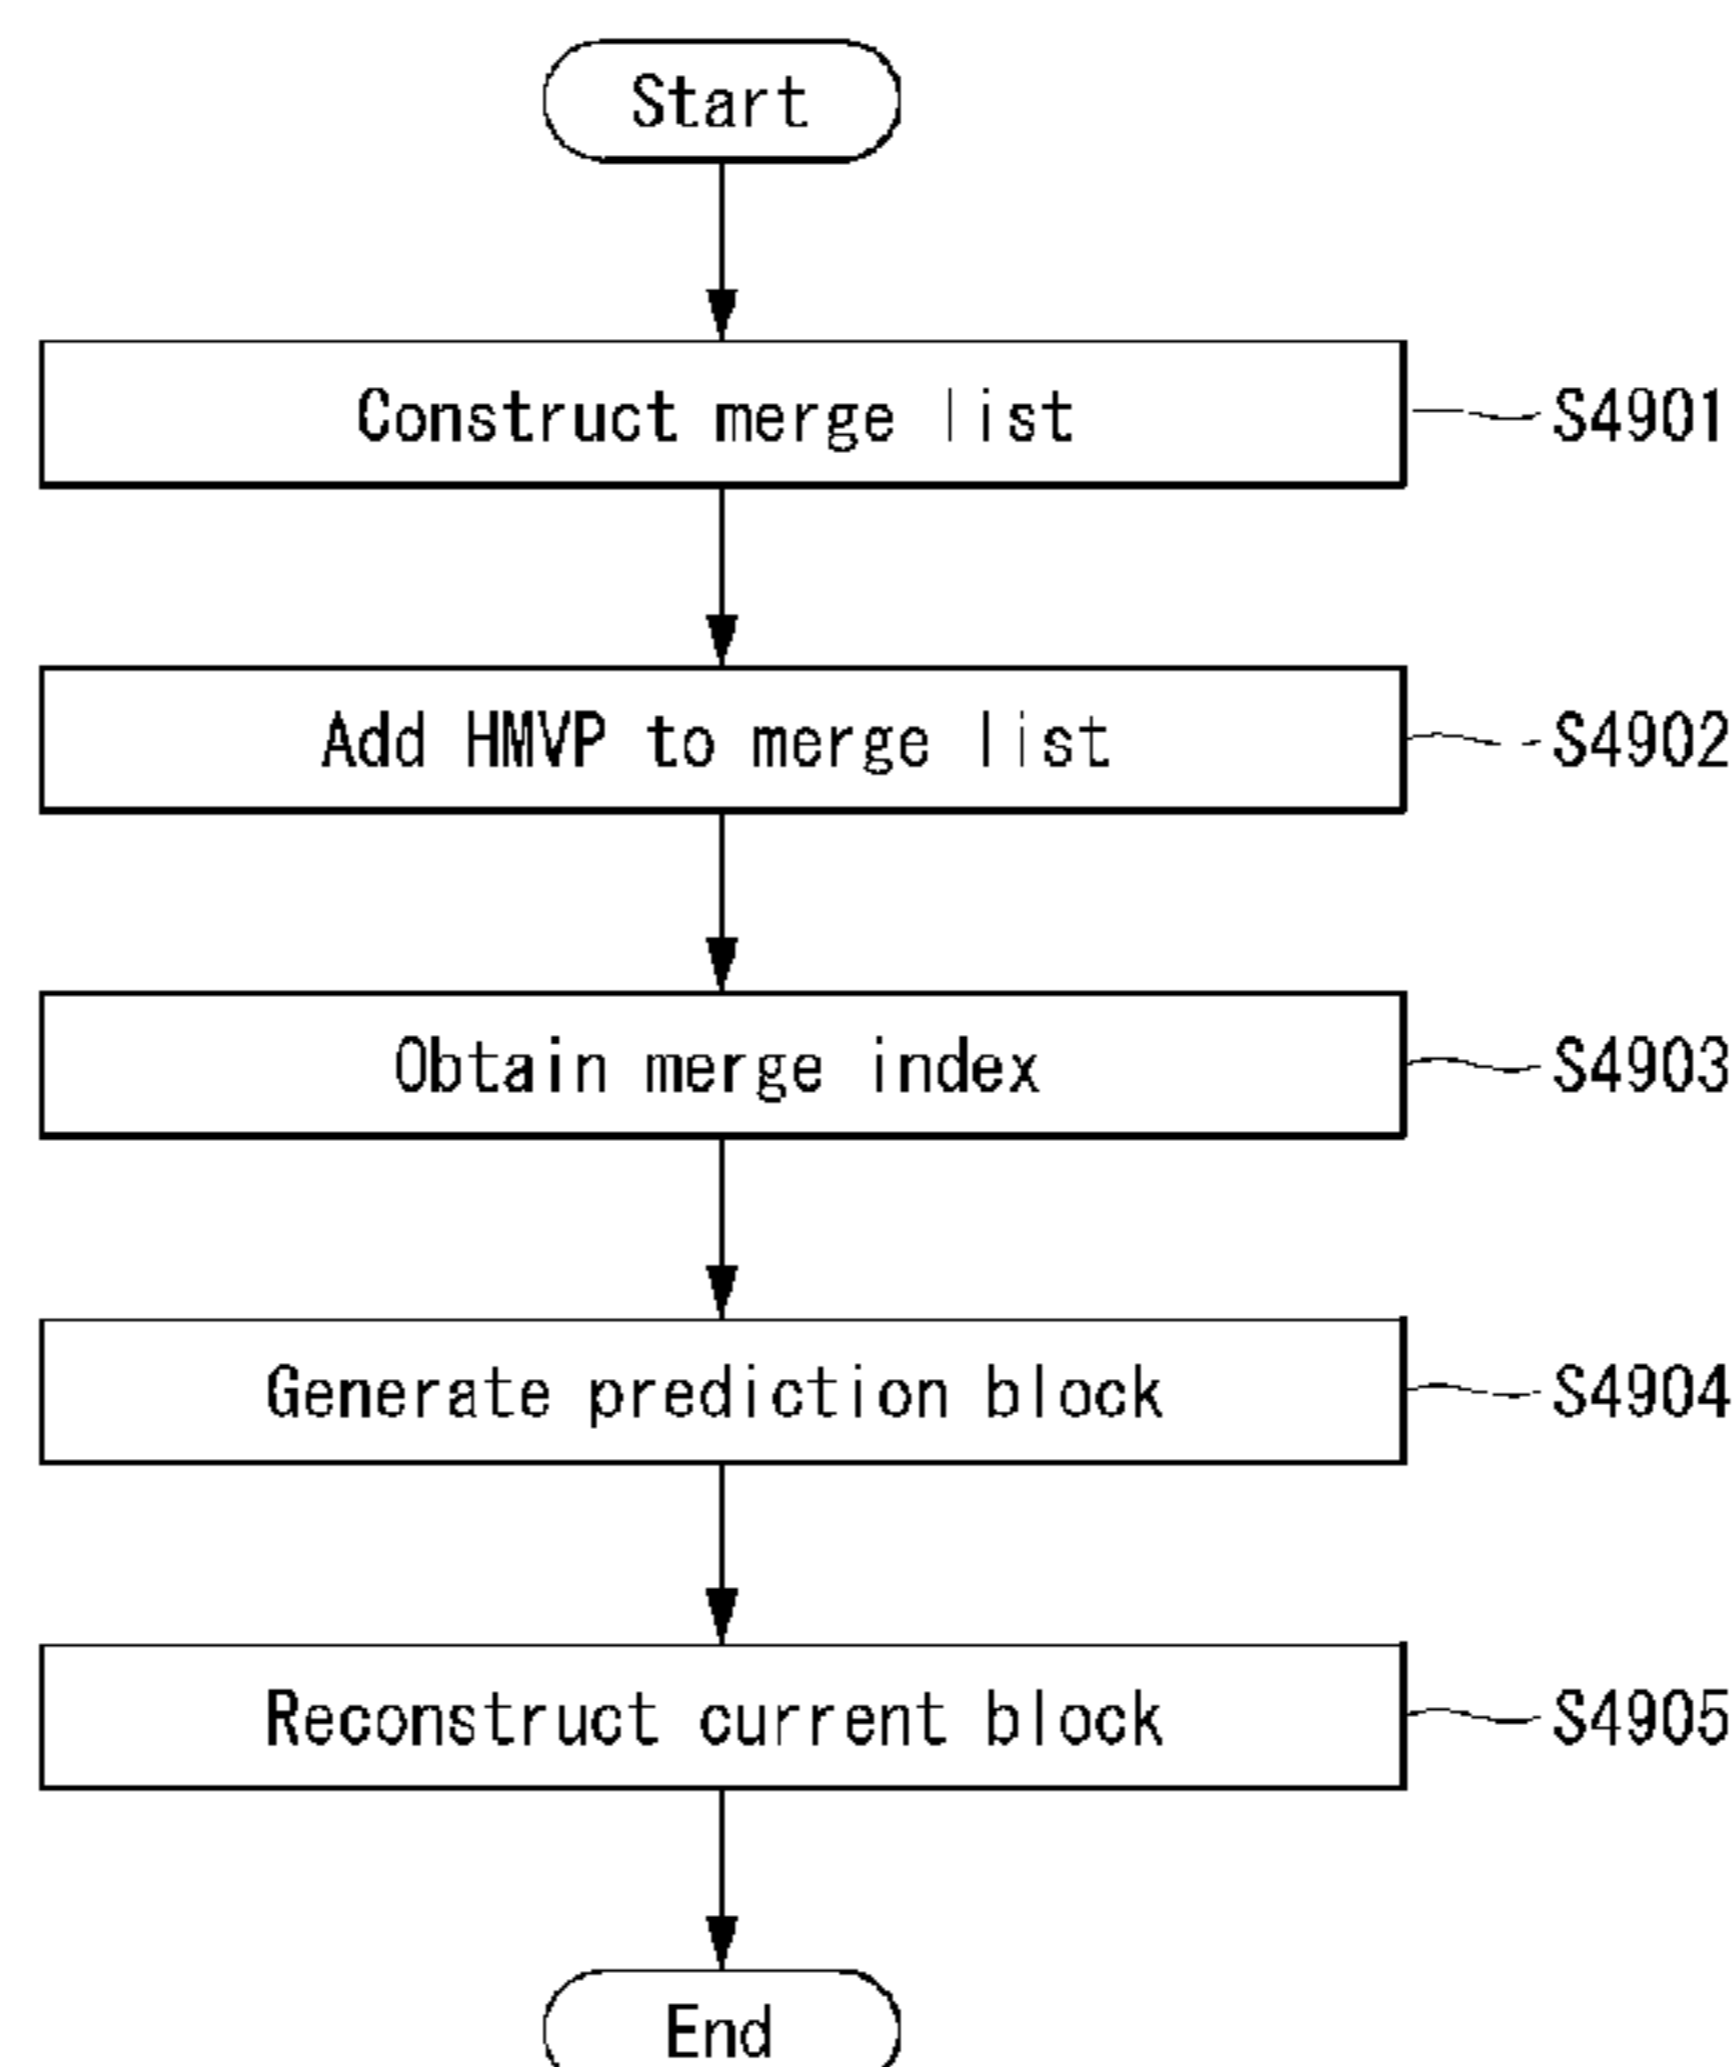 Start
Construct merge list
S4901
Add HMVP to merge list
S4902
Obtain merge index
S4903
Generate prediction block
S4904
Reconstruct current block
S4905
End